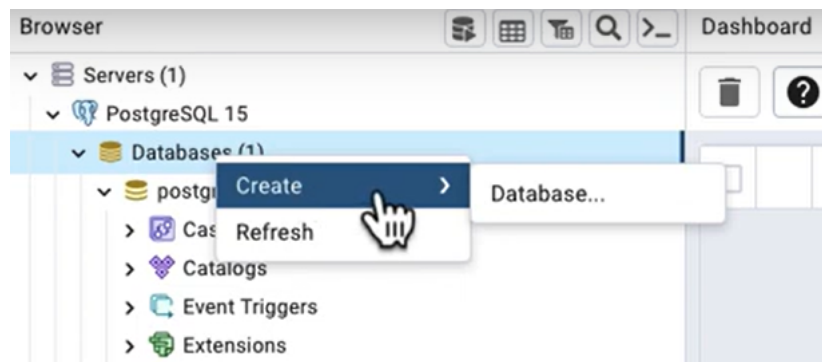 Browser
Dashboard
Servers (1)
PostgreSQL 15
Databases (1)
Create
Database...
Refresh
Catalogs
Event Triggers
Extensions